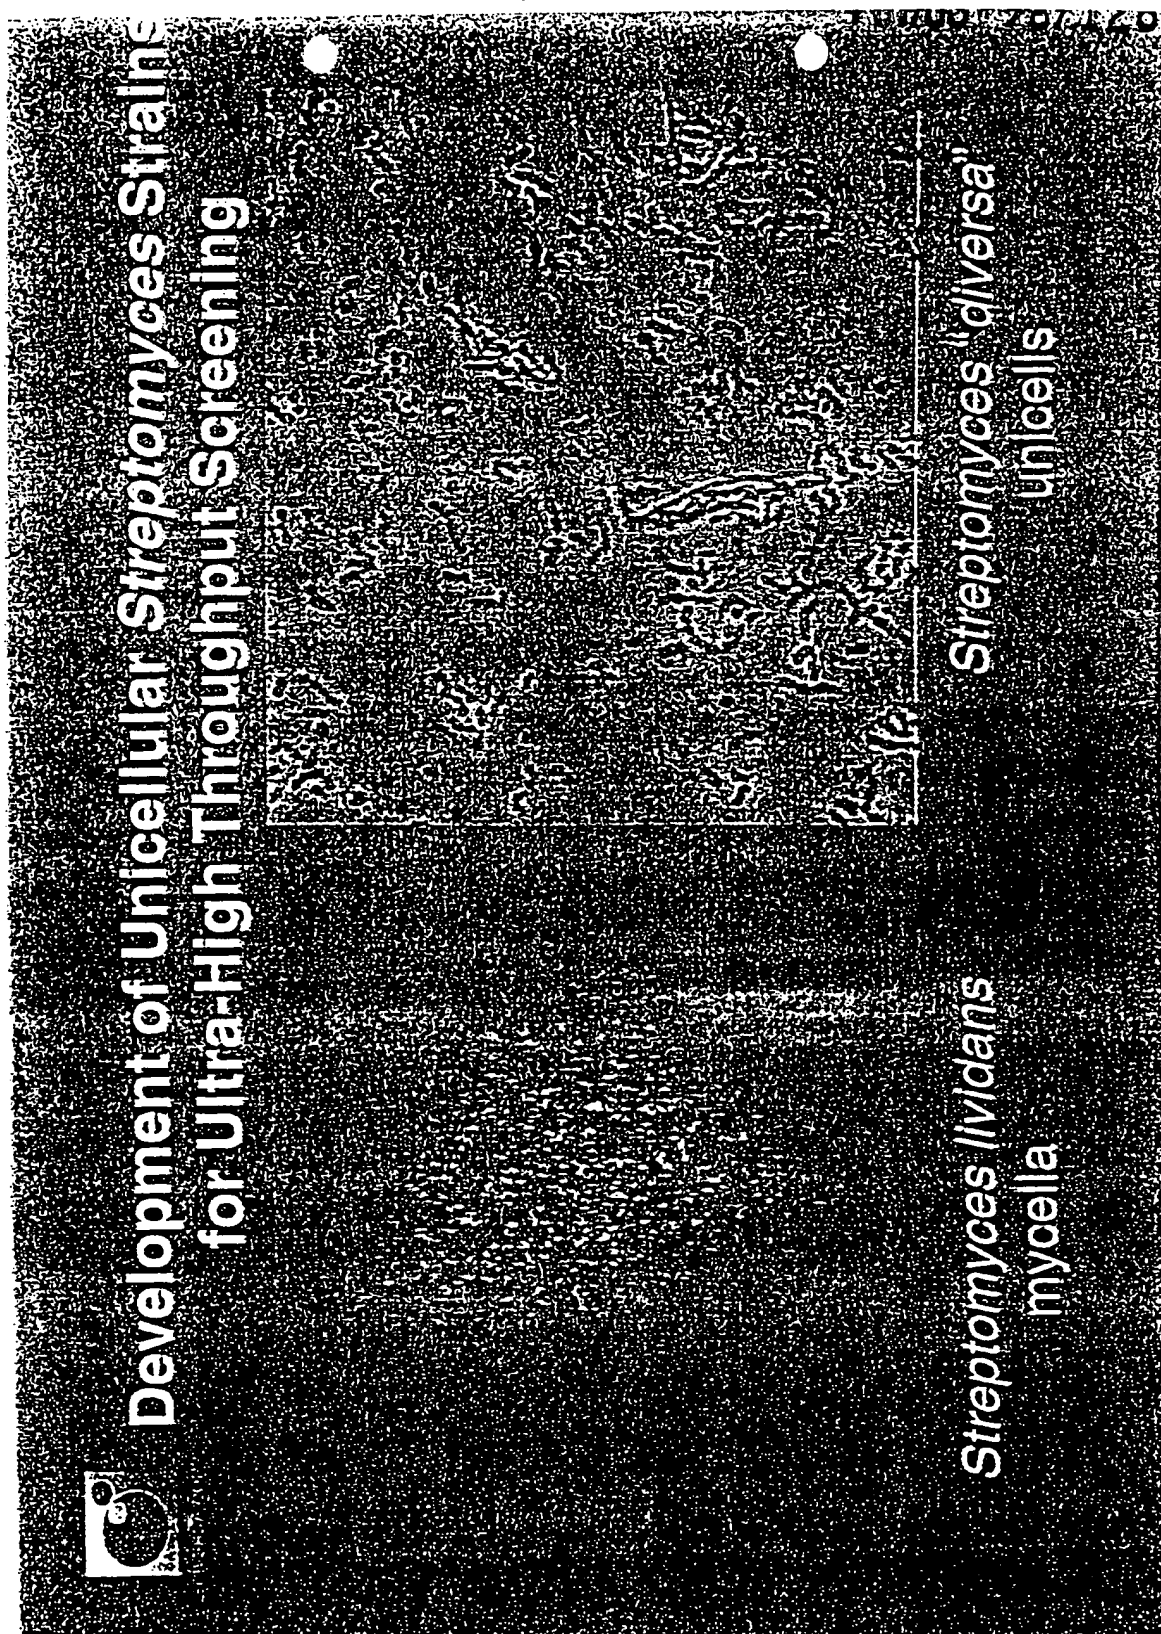 Development of Unicellular Streptomyces Strains
for Ultra-High Throughput Screening
Streptomyces lividans
mycelia
Streptomyces "diversa"
unicells